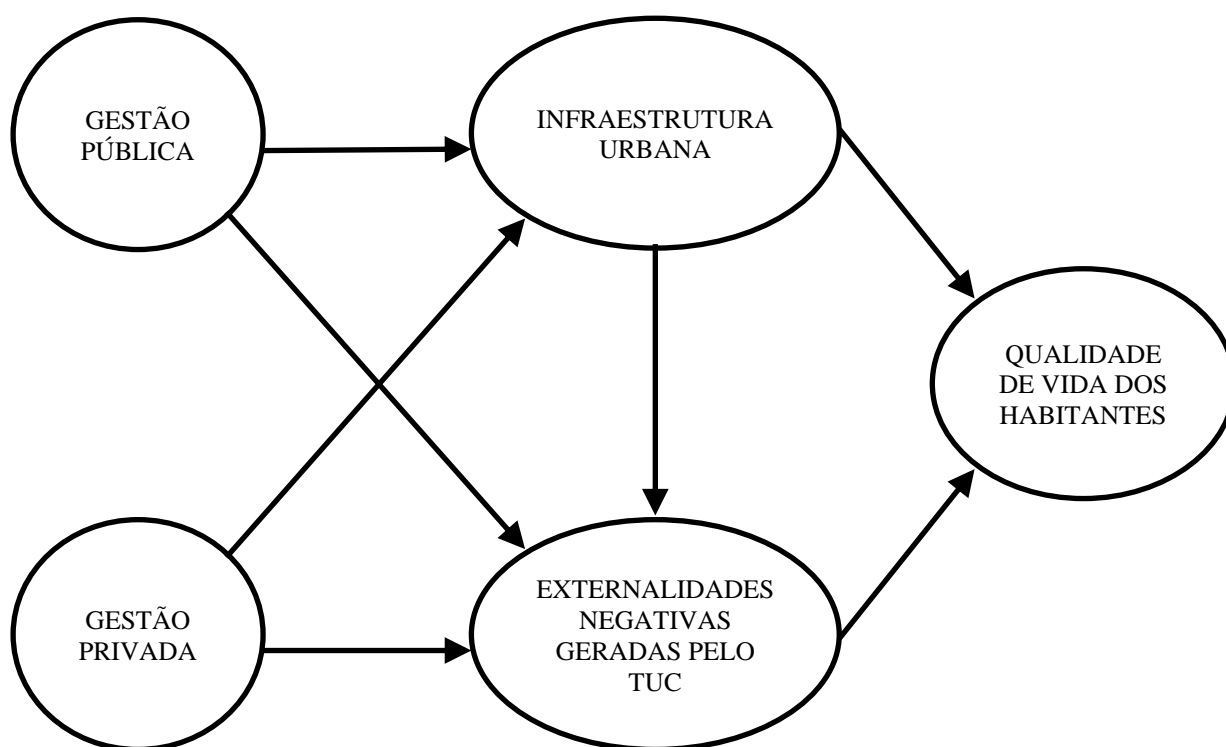 GESTÃO
PÚBLICA
INFRAESTRUTURA
URBANA
QUALIDADE
DE VIDA DOS
HABITANTES
GESTÃO
PRIVADA
EXTERNALIDADES
NEGATIVAS
GERADAS PELO
TUC